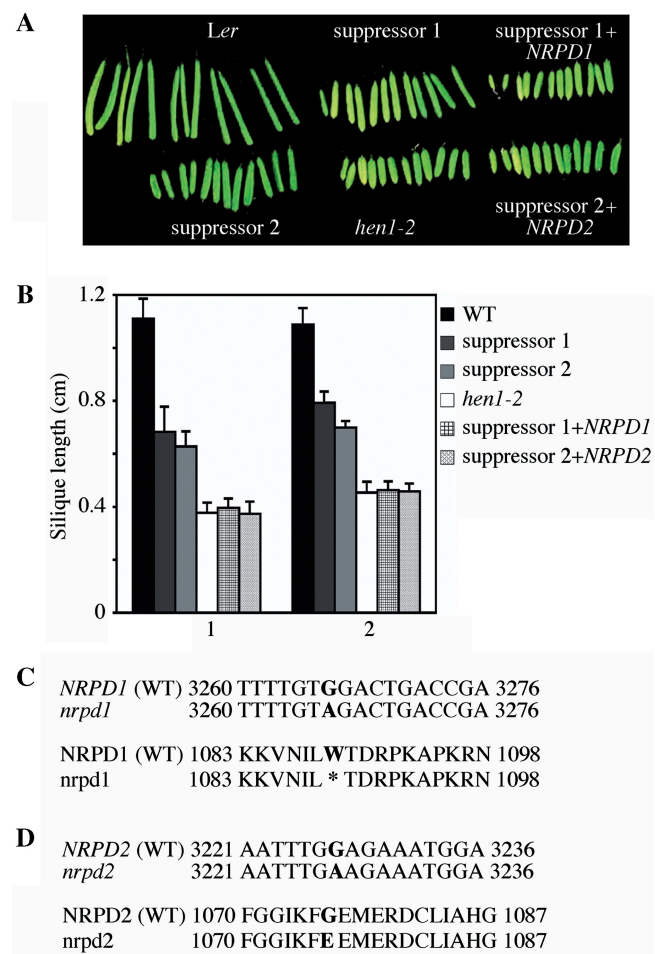 A
Ler
suppressor 1
suppressor 1+
NRPD1
suppressor 2
hen1-2
suppressor 2+
NRPD2
B
1.2
0.8
0.4
0
Silique length (cm)
1
2
WT
suppressor 1
suppressor 2
hen1-2
suppressor 1+NRPD1
suppressor 2+NRPD2
C
NRPD1 (WT) 3260 TTTTGTGGACTGACCGA 3276
nrpd1 3260 TTTTGTAGACTGACCGA 3276
NRPD1 (WT) 1083 KKVNILWTDRPKAPKRN 1098
nrpd1 1083 KKVNIL * TDRPKAPKRN 1098
D
NRPD2 (WT) 3221 AATTTGGAGAAATGGA 3236
nrpd2 3221 AATTTGAAGAAATGGA 3236
NRPD2 (WT) 1070 FGGIKFGEMERDCLIAHG 1087
nrpd2 1070 FGGIKFEEMERDCLIAHG 1087